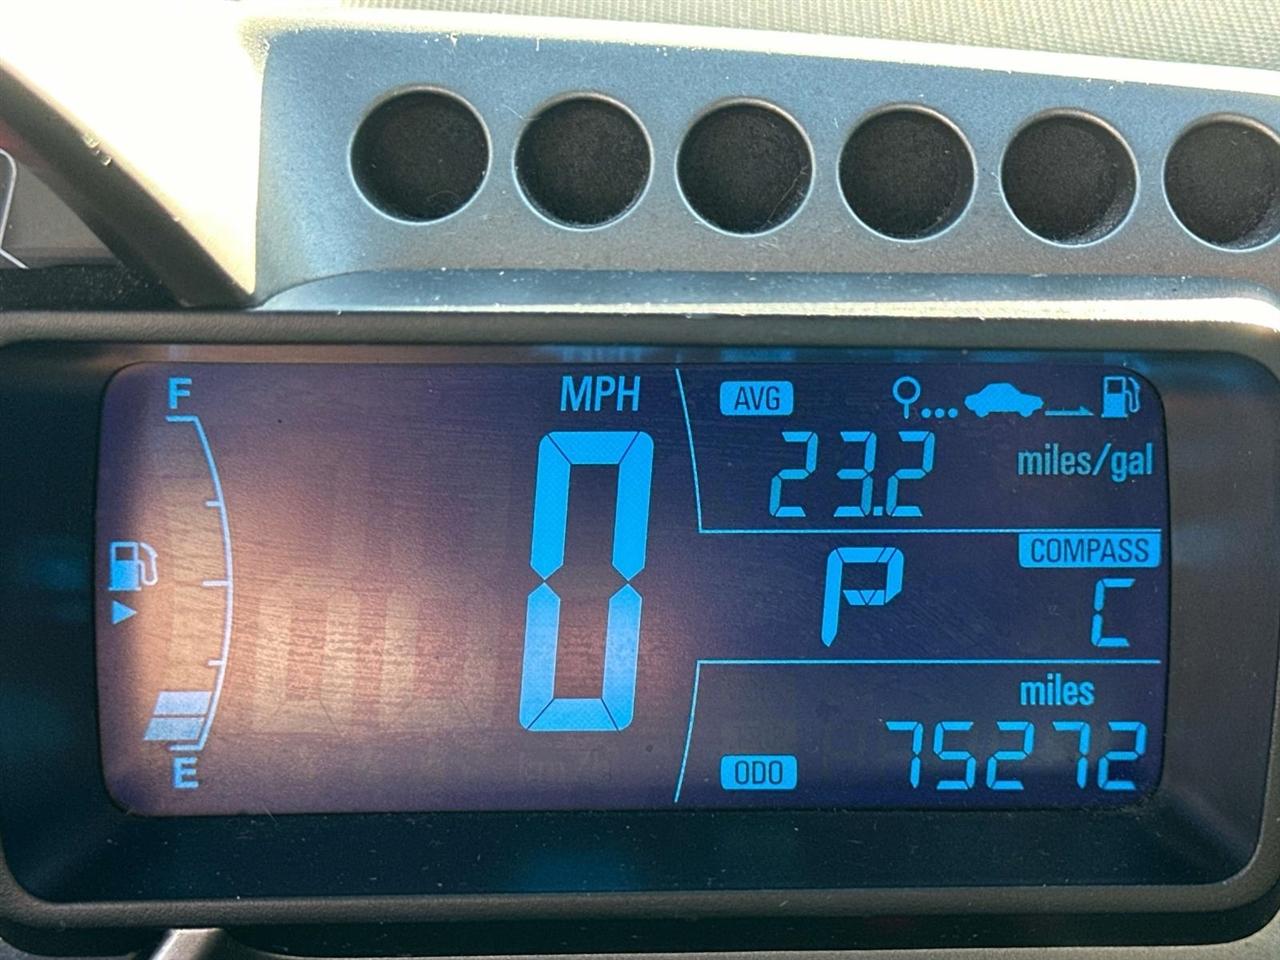 F
MPH
0
AVG
23.2
miles/gal
P
COMPASS
C
miles
ODO
75272
E